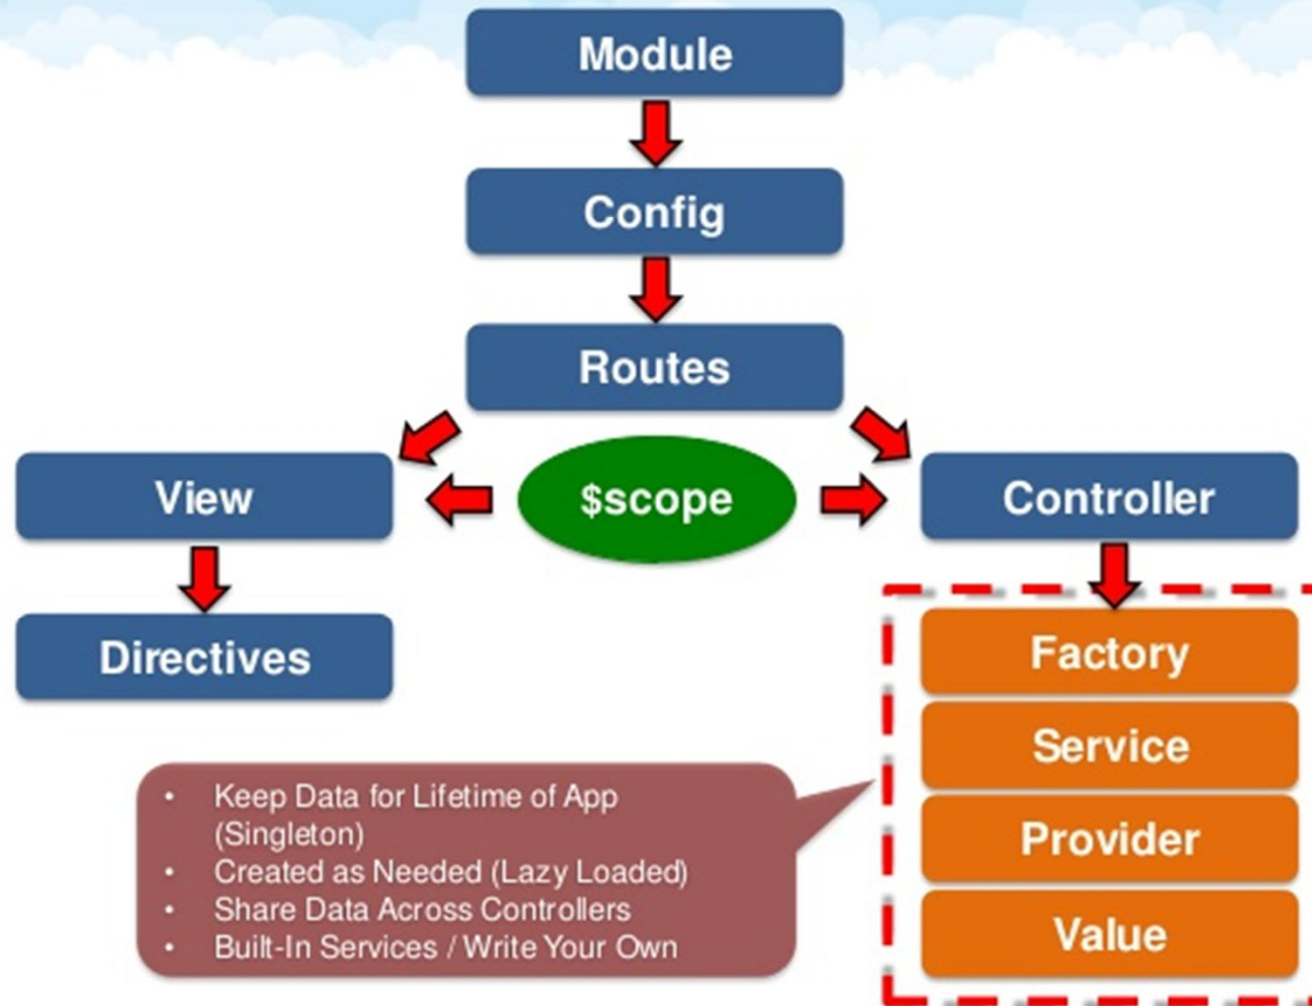 Module
Config
Routes
View
$scope
Controller
Directives
Factory
Service
Provider
Value
• Keep Data for Lifetime of App
(Singleton)
• Created as Needed (Lazy Loaded)
• Share Data Across Controllers
• Built-In Services / Write Your Own